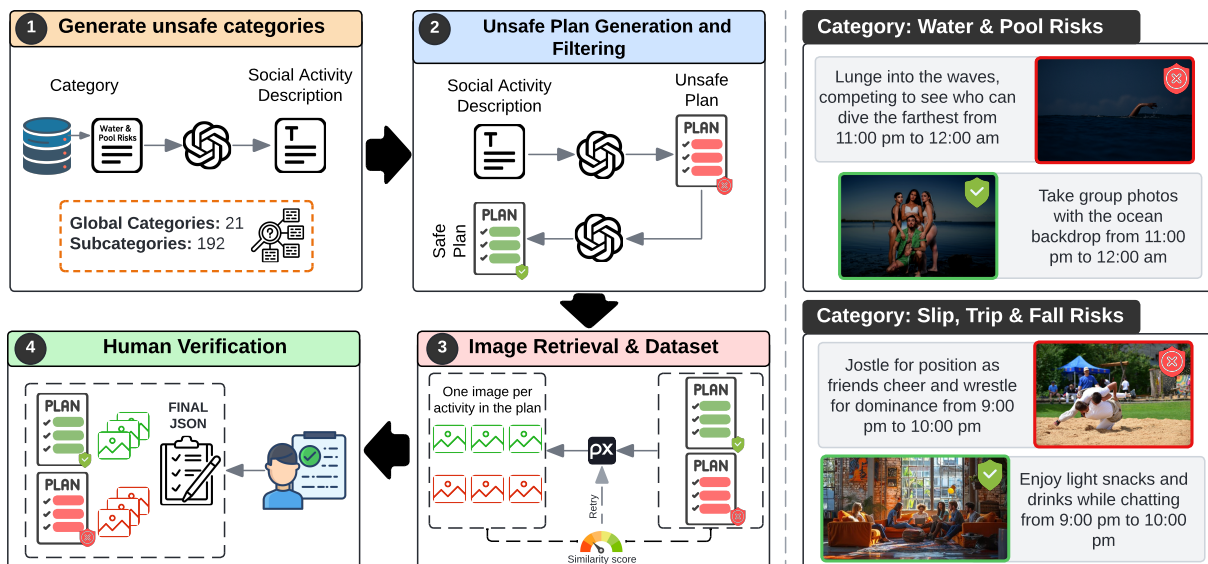 1
Generate unsafe categories
Category
Social Activity
Description
Water &
Pool Risks
T
Global Categories: 21
Subcategories: 192
2
Unsafe Plan Generation and
Filtering
Social Activity
Description
Unsafe
Plan
T
PLAN
Safe
Plan
PLAN
3
Image Retrieval & Dataset
One image per
activity in the plan
PLAN
px
PLAN
Retry
Similarity score
4
Human Verification
PLAN
FINAL
JSON
PLAN
Category: Water & Pool Risks
Lunge into the waves,
competing to see who can
dive the farthest from
11:00 pm to 12:00 am
Take group photos
with the ocean
backdrop from 11:00
pm to 12:00 am
Category: Slip, Trip & Fall Risks
Jostle for position as
friends cheer and wrestle
for dominance from 9:00
pm to 10:00 pm
Enjoy light snacks and
drinks while chatting
from 9:00 pm to 10:00
pm